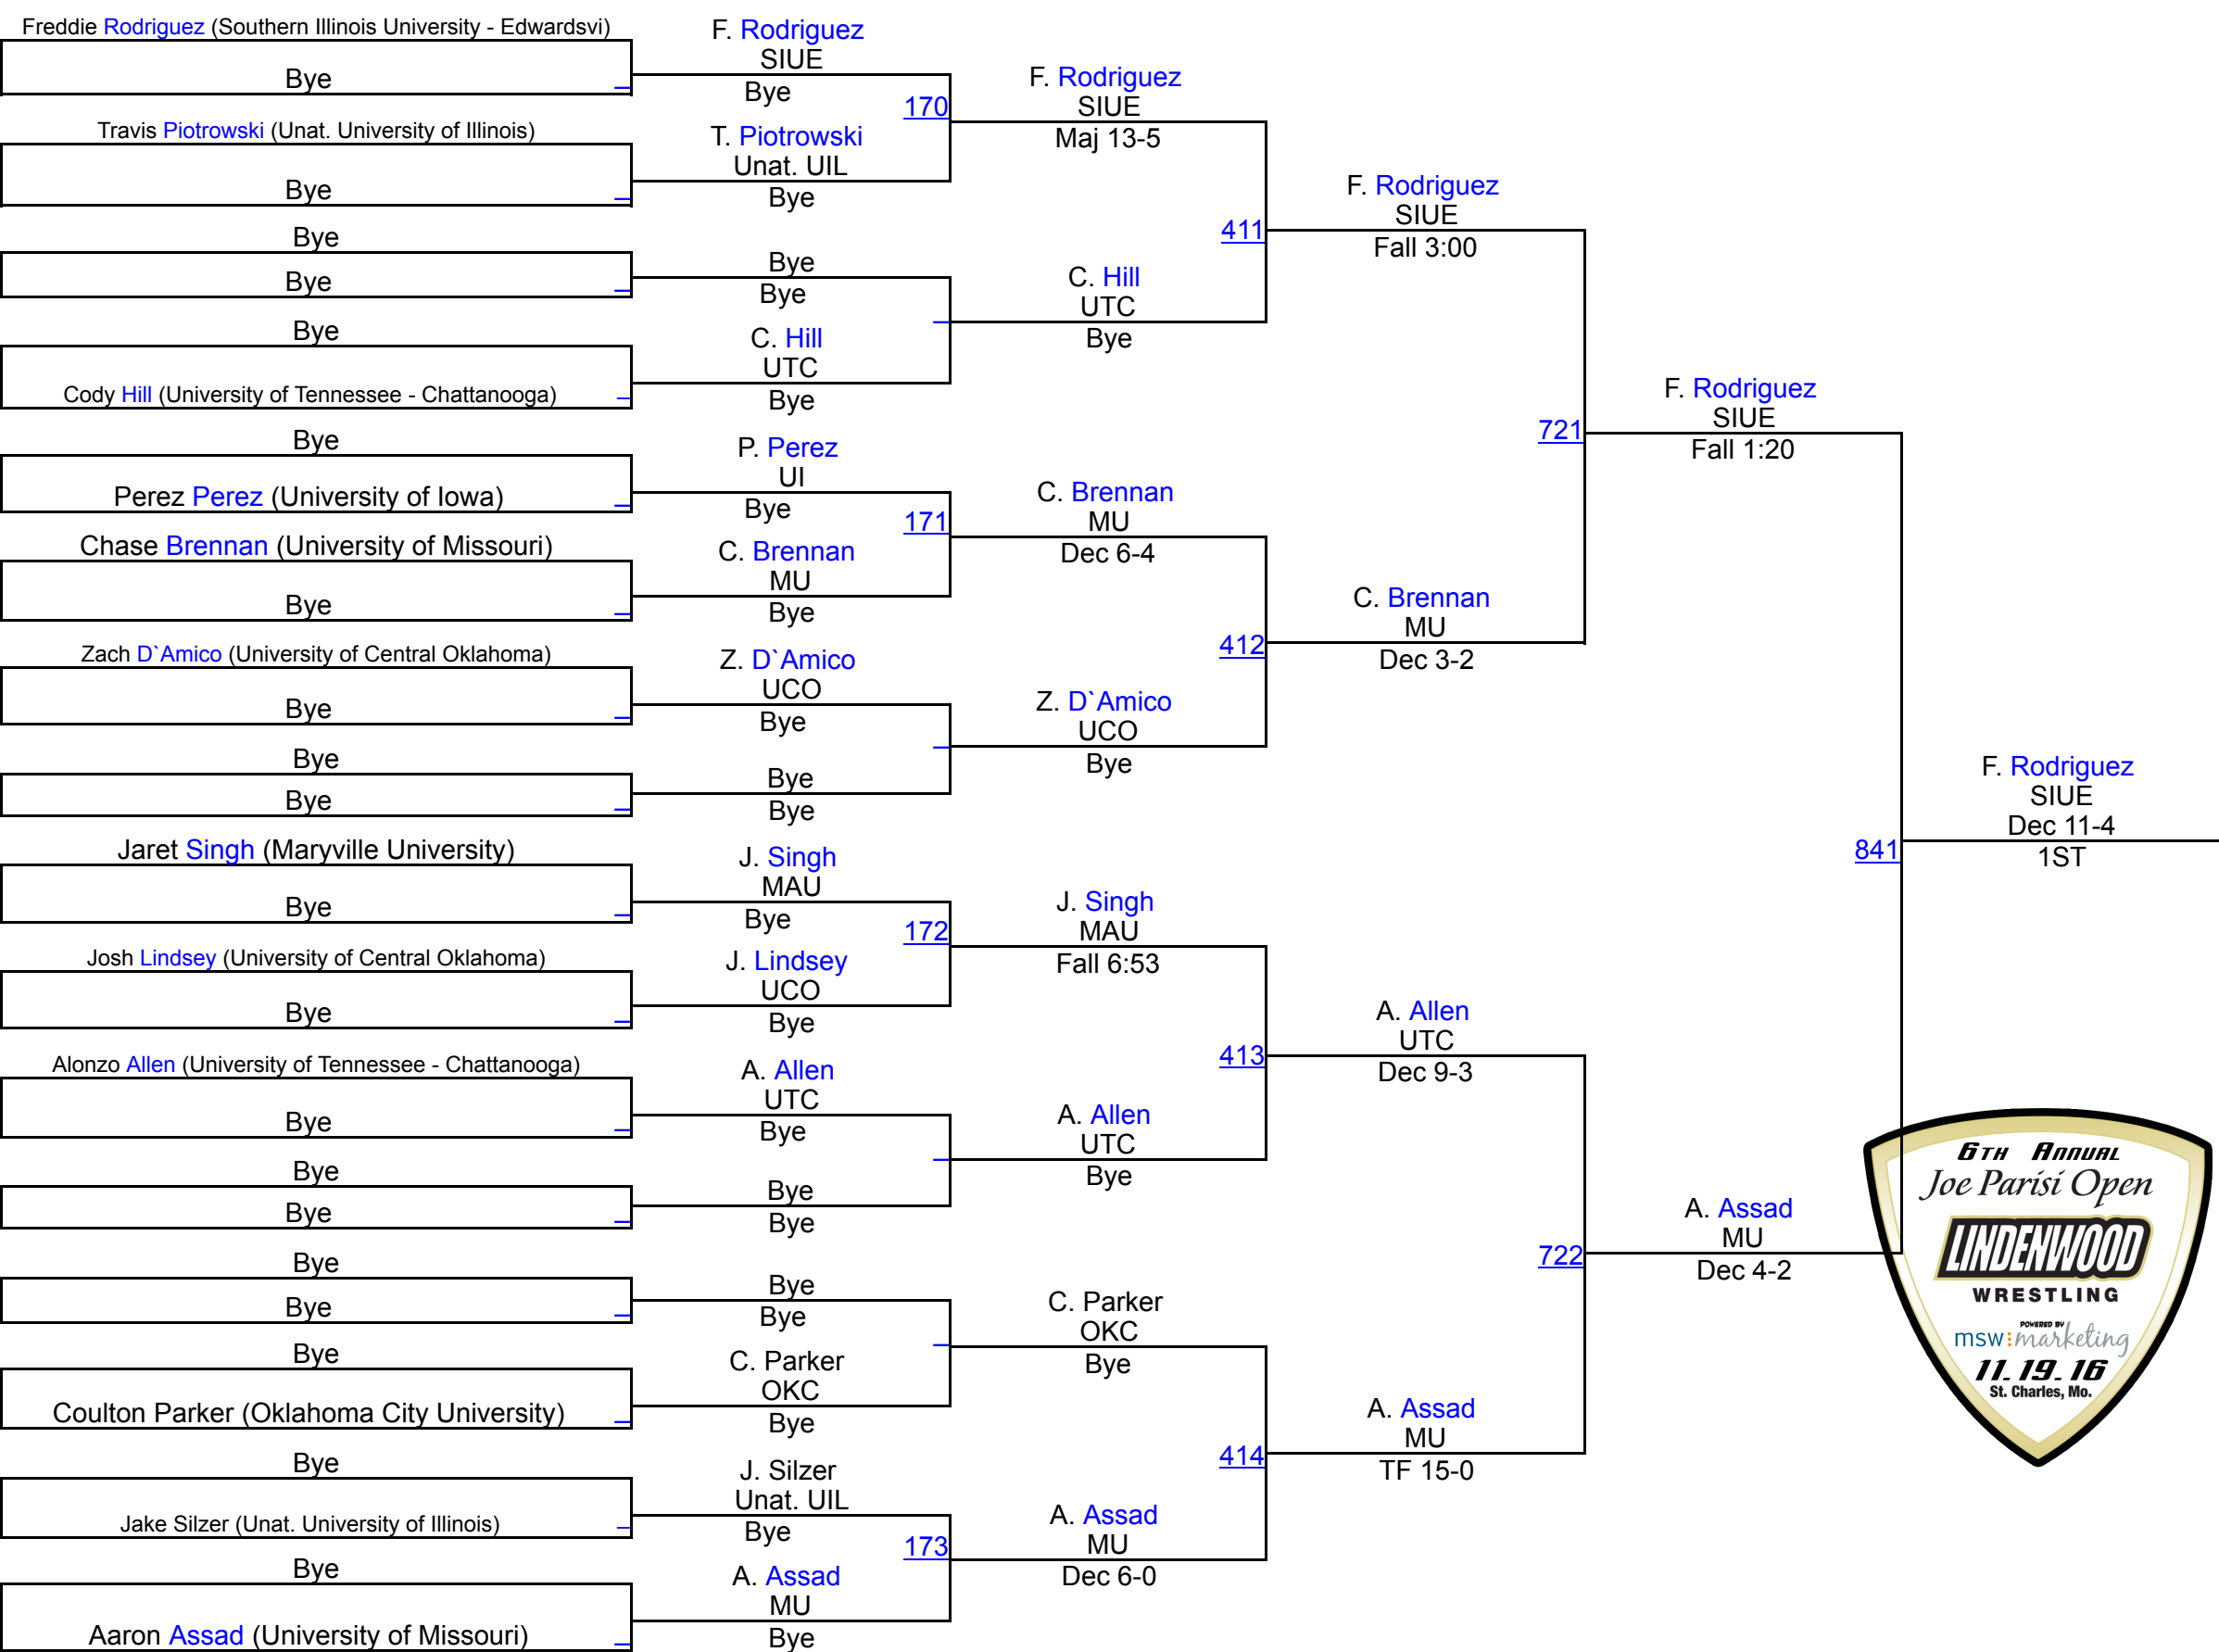 Freddie Rodriguez (Southern Illinois University - Edwardsvi)
Bye
Travis Piotrowski (Unat. University of Illinois)
Bye
Bye
Bye
Bye
Cody Hill (University of Tennessee - Chattanooga)
Bye
Perez Perez (University of Iowa)
Chase Brennan (University of Missouri)
Bye
Zach D`Amico (University of Central Oklahoma)
Bye
Bye
Bye
Jaret Singh (Maryville University)
Bye
Josh Lindsey (University of Central Oklahoma)
Bye
Alonzo Allen (University of Tennessee - Chattanooga)
Bye
Bye
Bye
Bye
Bye
Bye
Coulton Parker (Oklahoma City University)
Bye
Jake Silzer (Unat. University of Illinois)
Bye
Aaron Assad (University of Missouri)
F. Rodriguez
SIUE
Bye
170
T. Piotrowski
Unat. UIL
Bye
Bye
Bye
C. Hill
UTC
Bye
P. Perez
UI
Bye
171
C. Brennan
MU
Bye
Z. D`Amico
UCO
Bye
Bye
Bye
J. Singh
MAU
Bye
172
J. Lindsey
UCO
Bye
A. Allen
UTC
Bye
Bye
Bye
Bye
Bye
C. Parker
OKC
Bye
J. Silzer
Unat. UIL
Bye
173
A. Assad
MU
Bye
F. Rodriguez
SIUE
Maj 13-5
411
C. Hill
UTC
Bye
C. Brennan
MU
Dec 6-4
412
Z. D`Amico
UCO
Bye
J. Singh
MAU
Fall 6:53
413
A. Allen
UTC
Bye
C. Parker
OKC
Bye
414
A. Assad
MU
Dec 6-0
F. Rodriguez
SIUE
Fall 3:00
721
C. Brennan
MU
Dec 3-2
A. Allen
UTC
Dec 9-3
722
A. Assad
MU
TF 15-0
F. Rodriguez
SIUE
Fall 1:20
841
A. Assad
MU
Dec 4-2
F. Rodriguez
SIUE
Dec 11-4
1ST
6TH ANNUAL
Joe Parisi Open
LINDENWOOD
WRESTLING
POWERED BY
msw:marketing
11.19.16
St. Charles, Mo.